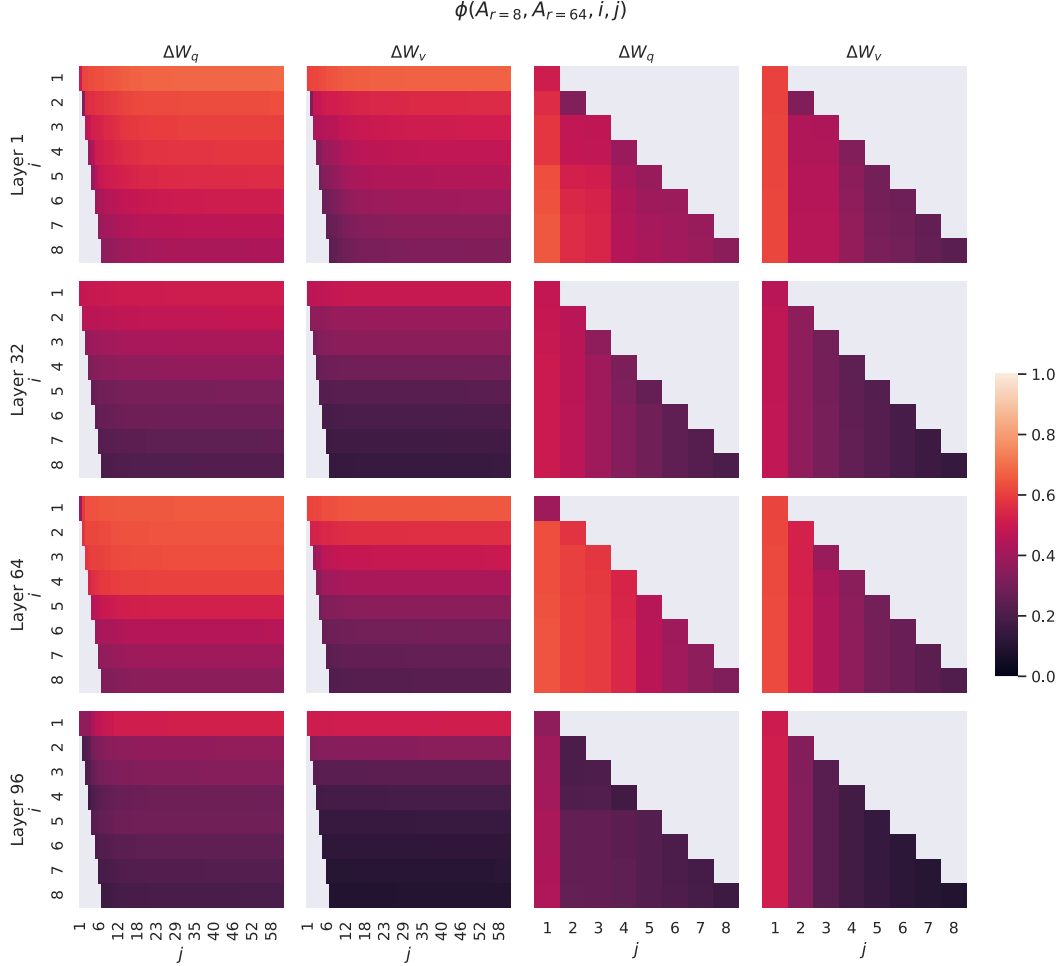 ϕ(A_{r=8}, A_{r=64}, i, j)
ΔW_q ΔW_v ΔW_q ΔW_v
Layer 1
i
1
2
3
4
5
6
7
8
Layer 32
i
1
2
3
4
5
6
7
8
Layer 64
i
1
2
3
4
5
6
7
8
Layer 96
i
1
2
3
4
5
6
7
8
1 6 12 18 23 29 35 40 46 52 58
j
1 6 12 18 23 29 35 40 46 52 58
j
1 2 3 4 5 6 7 8
j
1 2 3 4 5 6 7 8
j
1.0
0.8
0.6
0.4
0.2
0.0